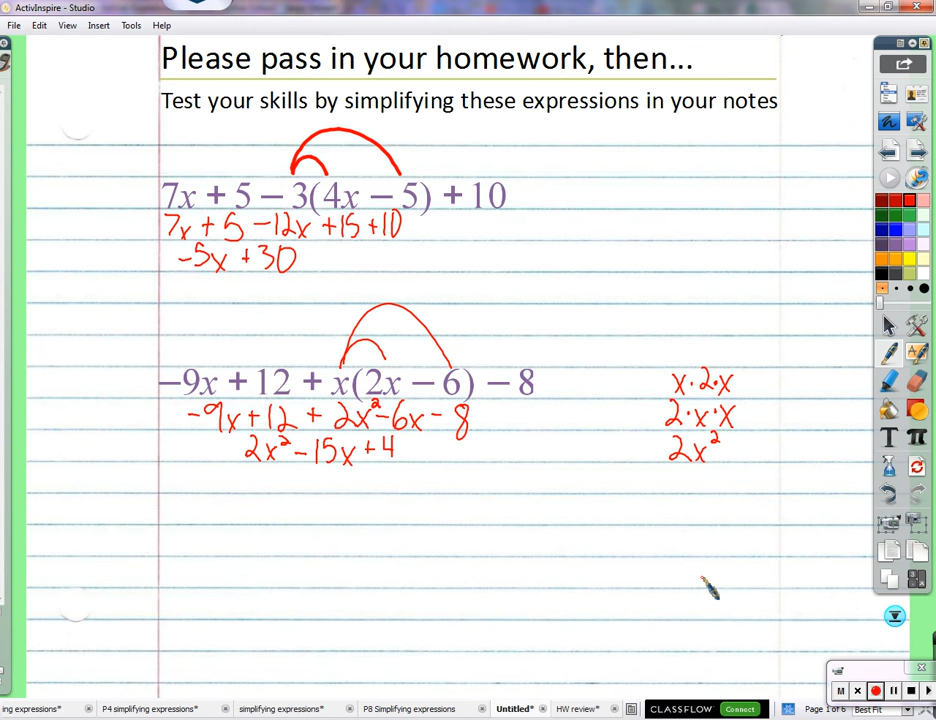 ActivInspire - Studio
File Edit View Insert Tools Help
Please pass in your homework, then...
Test your skills by simplifying these expressions in your notes
7x + 5 − 3(4x − 5) + 10
7x + 5 −12x +15 +10
−5x +30
−9x + 12 + x(2x − 6) − 8
−9x +12 + 2x² −6x − 8
2x² −15x +4
x·2·x
2·x·x
2x²
M
ing expressions* P4 simplifying expressions* simplifying expressions* P8 Simplifying expressions Untitled* HW review* CLASSFLOW Connect Page 1 of 6 Best Fit